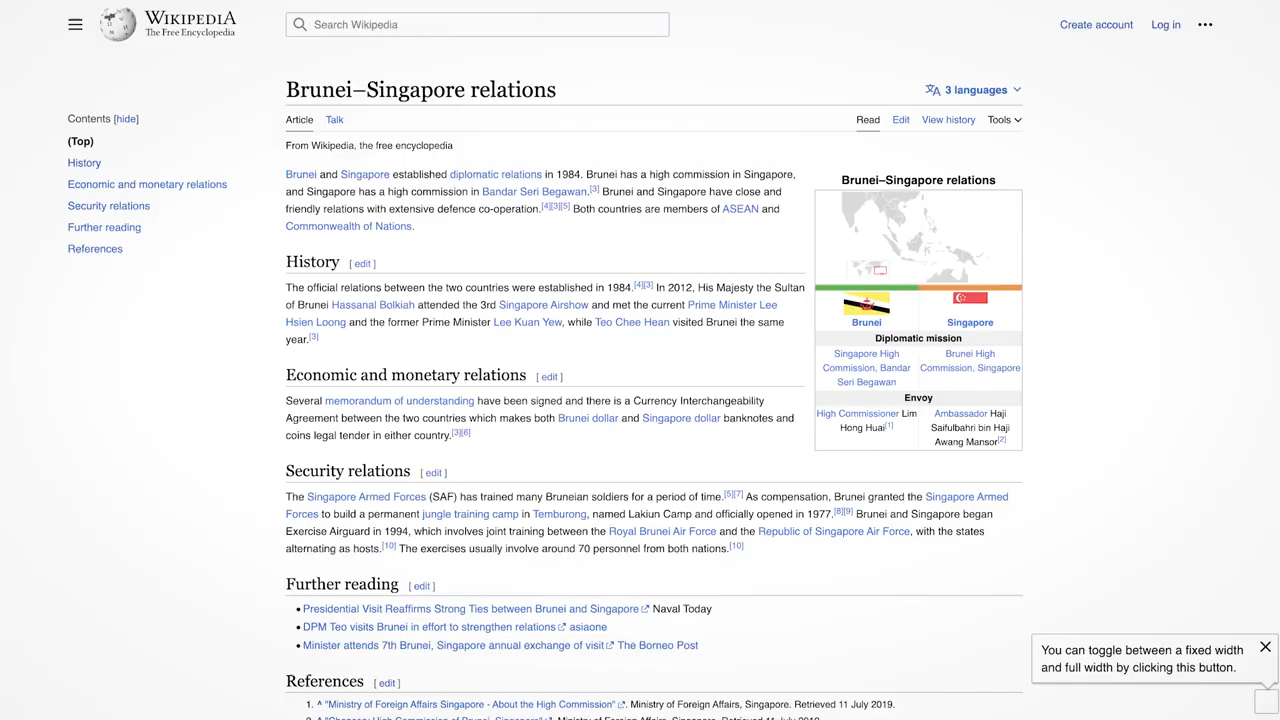 WIKIPEDIA
The Free Encyclopedia
Search Wikipedia
Create account
Log in
Brunei–Singapore relations
3 languages
Contents [hide]
(Top)
History
Economic and monetary relations
Security relations
Further reading
References
Article
Talk
Read
Edit
View history
Tools
From Wikipedia, the free encyclopedia
Brunei and Singapore established diplomatic relations in 1984. Brunei has a high commission in Singapore,
and Singapore has a high commission in Bandar Seri Begawan.[3] Brunei and Singapore have close and
friendly relations with extensive defence co-operation.[4][3][5] Both countries are members of ASEAN and
Commonwealth of Nations.
Brunei–Singapore relations
Brunei
Singapore
Diplomatic mission
Singapore High
Commission, Bandar
Seri Begawan
Brunei High
Commission, Singapore
Envoy
High Commissioner Lim
Hong Huai[1]
Ambassador Haji
Saifulbahri bin Haji
Awang Mansor[2]
History [ edit ]
The official relations between the two countries were established in 1984.[4][3] In 2012, His Majesty the Sultan
of Brunei Hassanal Bolkiah attended the 3rd Singapore Airshow and met the current Prime Minister Lee
Hsien Loong and the former Prime Minister Lee Kuan Yew, while Teo Chee Hean visited Brunei the same
year.[3]
Economic and monetary relations [ edit ]
Several memorandum of understanding have been signed and there is a Currency Interchangeability
Agreement between the two countries which makes both Brunei dollar and Singapore dollar banknotes and
coins legal tender in either country.[3][6]
Security relations [ edit ]
The Singapore Armed Forces (SAF) has trained many Bruneian soldiers for a period of time.[5][7] As compensation, Brunei granted the Singapore Armed
Forces to build a permanent jungle training camp in Temburong, named Lakiun Camp and officially opened in 1977.[8][9] Brunei and Singapore began
Exercise Airguard in 1994, which involves joint training between the Royal Brunei Air Force and the Republic of Singapore Air Force, with the states
alternating as hosts.[10] The exercises usually involve around 70 personnel from both nations.[10]
Further reading [ edit ]
• Presidential Visit Reaffirms Strong Ties between Brunei and Singapore Naval Today
• DPM Teo visits Brunei in effort to strengthen relations asiaone
• Minister attends 7th Brunei, Singapore annual exchange of visit The Borneo Post
You can toggle between a fixed width
and full width by clicking this button.
References [ edit ]
1. ^ "Ministry of Foreign Affairs Singapore - About the High Commission". Ministry of Foreign Affairs, Singapore. Retrieved 11 July 2019.